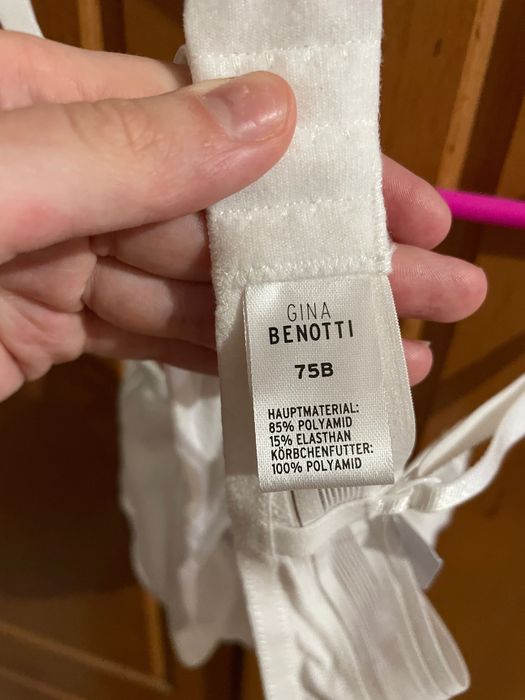 GINA
BENOTTI
75B
HAUPTMATERIAL:
85% POLYAMID
15% ELASTHAN
KÖRBCHENFUTTER:
100% POLYAMID